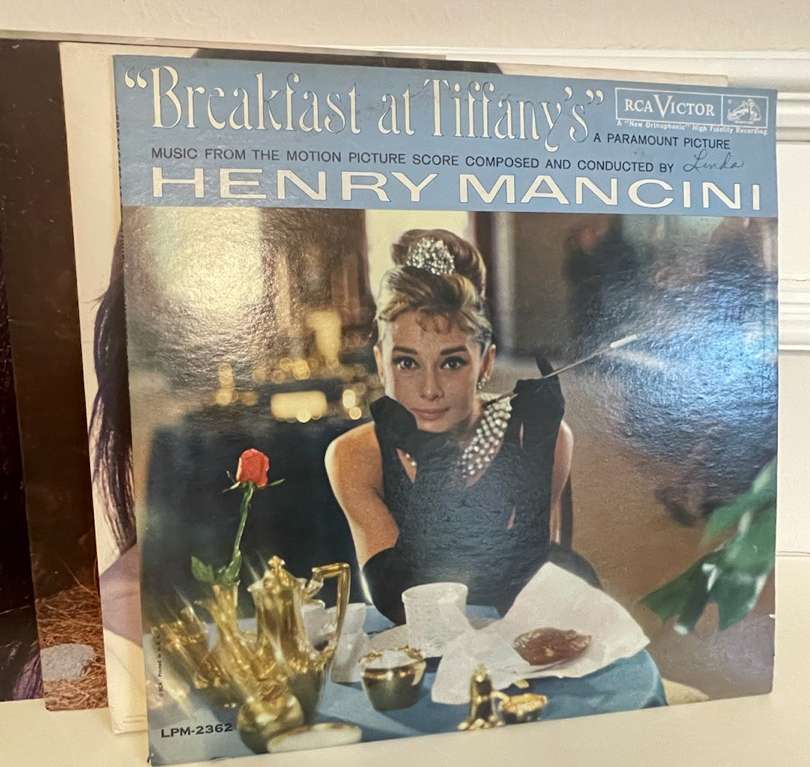 "Breakfast at Tiffany's"
RCA VICTOR
A "New Orthophonic" High Fidelity Recording
A PARAMOUNT PICTURE
MUSIC FROM THE MOTION PICTURE SCORE COMPOSED AND CONDUCTED BY
Linda
HENRY MANCINI
LPM-2362